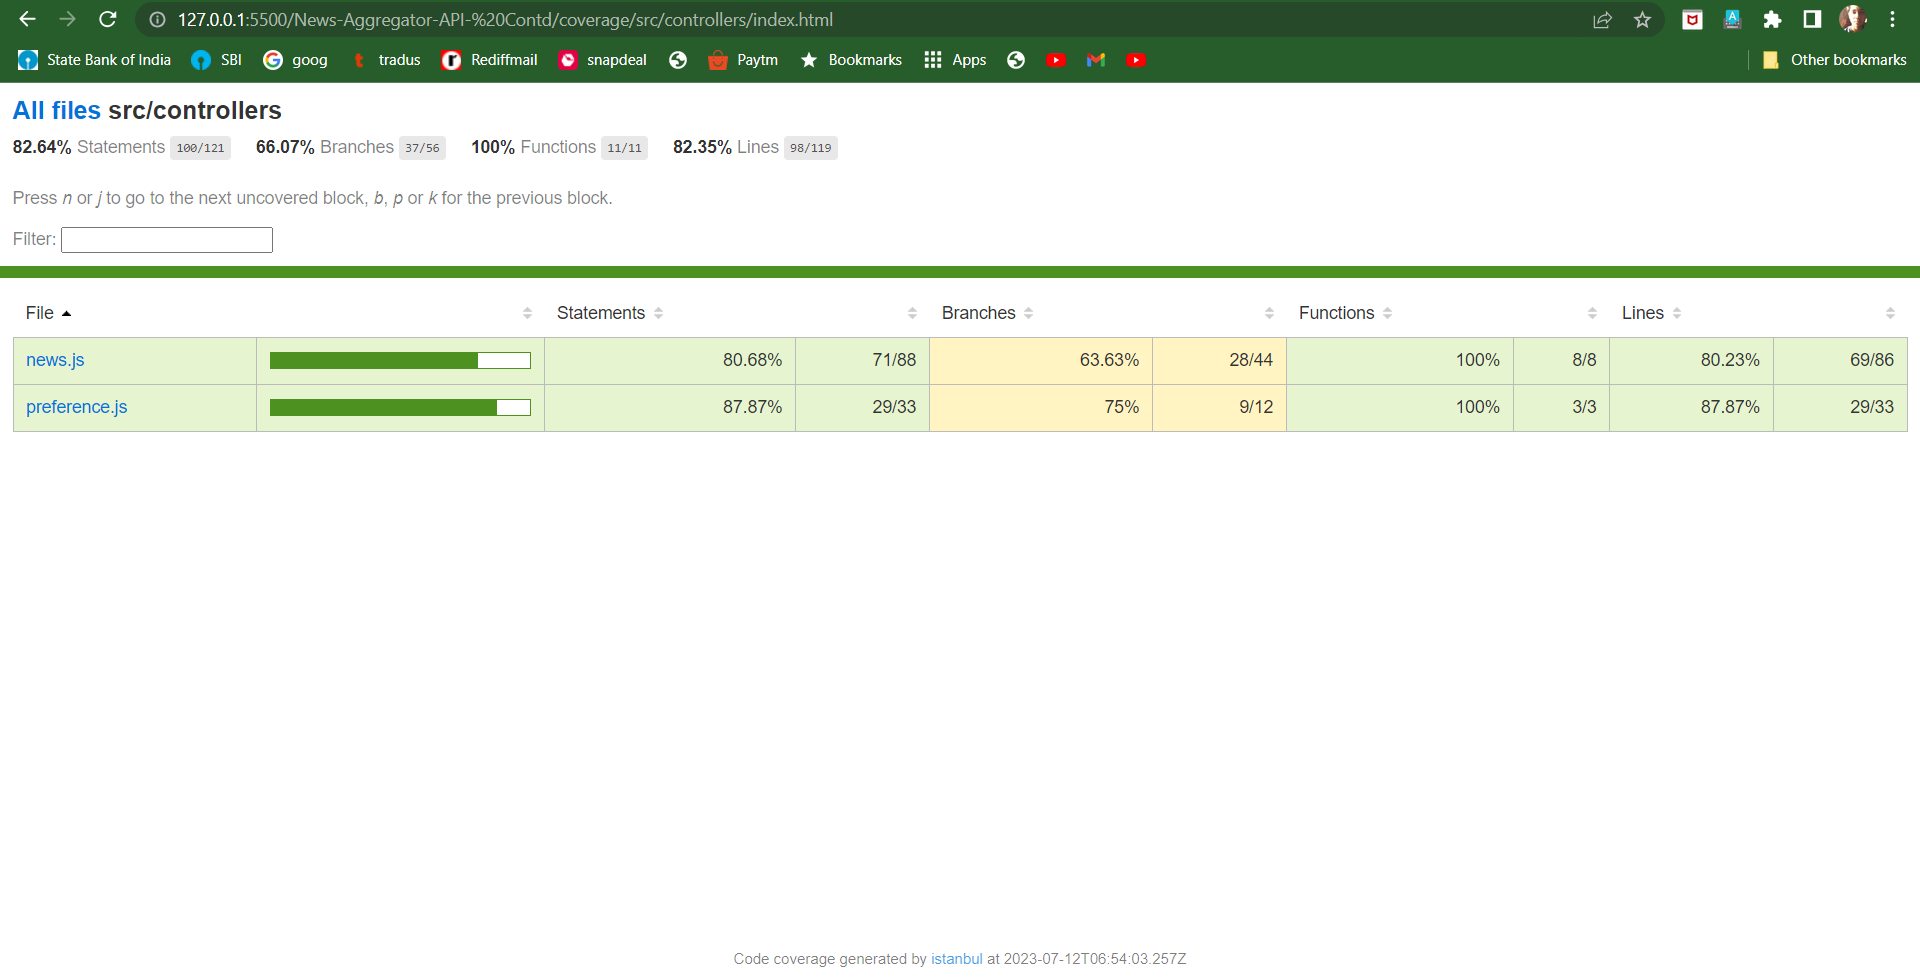 127.0.0.1:5500/News-Aggregator-API-%20Contd/coverage/src/controllers/index.html
State Bank of India SBI goog tradus Rediffmail snapdeal Paytm Bookmarks Apps Other bookmarks
All files src/controllers
82.64% Statements 100/121 66.07% Branches 37/56 100% Functions 11/11 82.35% Lines 98/119
Press n or j to go to the next uncovered block, b, p or k for the previous block.
Filter:
File Statements Branches Functions Lines
news.js 80.68% 71/88 63.63% 28/44 100% 8/8 80.23% 69/86
preference.js 87.87% 29/33 75% 9/12 100% 3/3 87.87% 29/33
Code coverage generated by istanbul at 2023-07-12T06:54:03.257Z